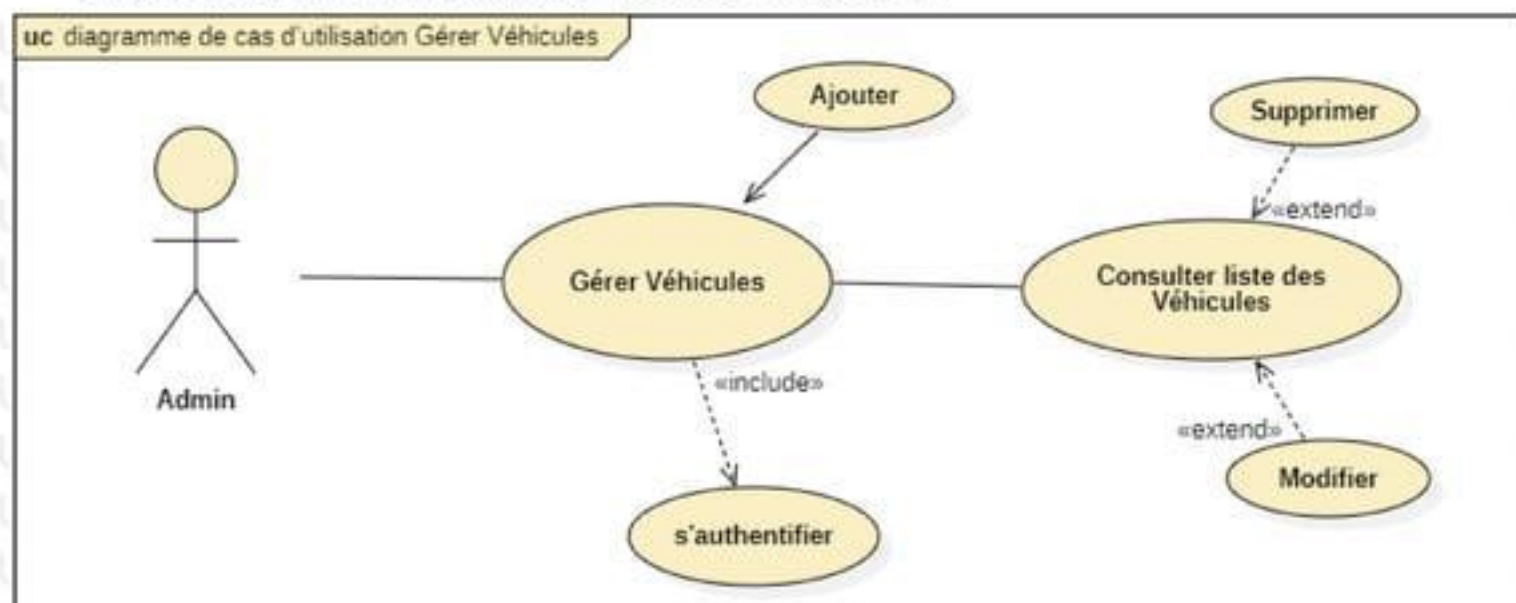 uc diagramme de cas d'utilisation Gérer Véhicules
Ajouter
Supprimer
«extend»
Gérer Véhicules
Consulter liste des
Véhicules
Admin
«include»
«extend»
Modifier
s'authentifier